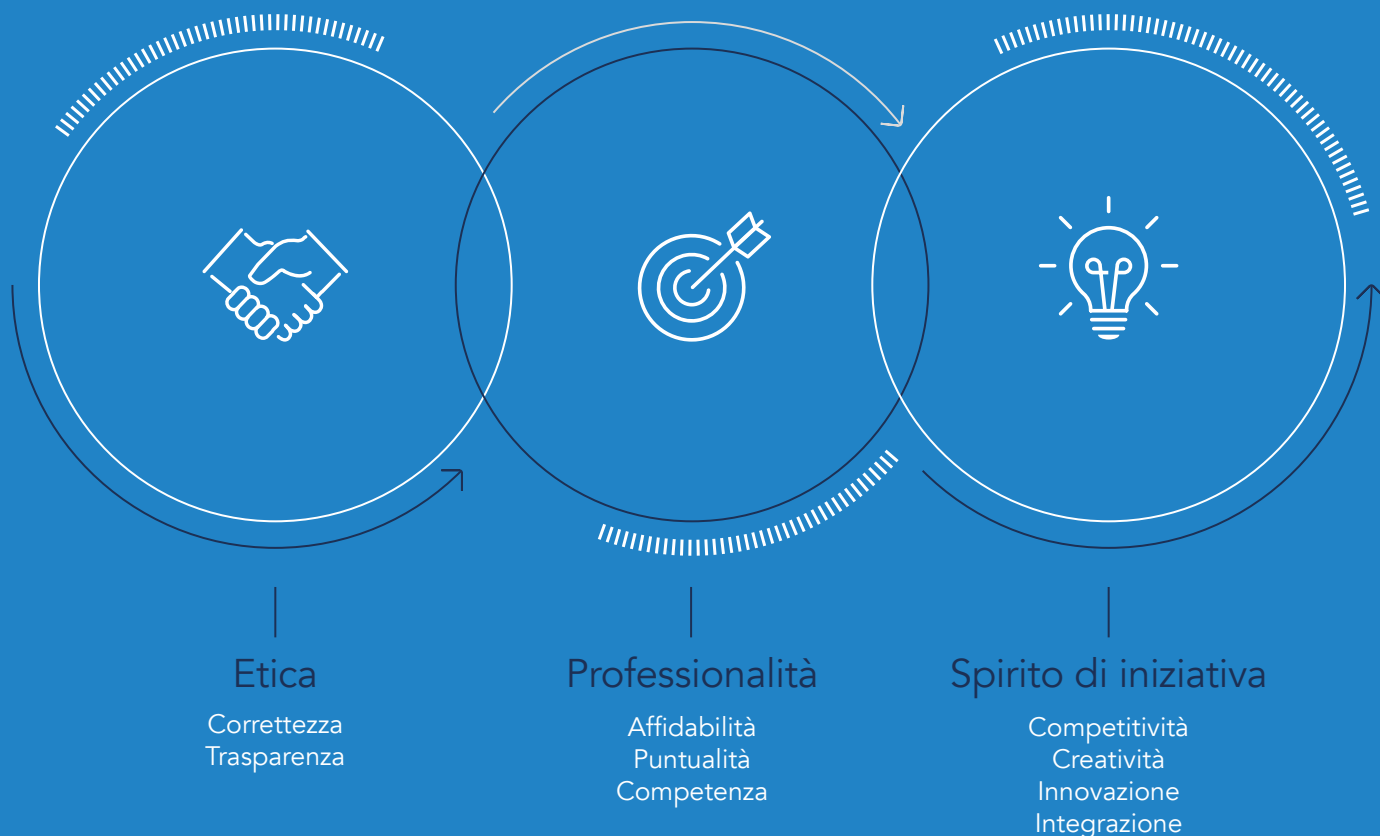 Etica
Correttezza
Trasparenza
Professionalità
Affidabilità
Puntualità
Competenza
Spirito di iniziativa
Competitività
Creatività
Innovazione
Integrazione